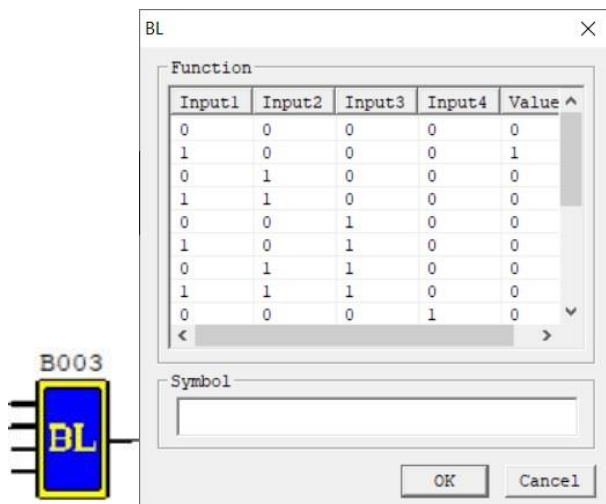 BL
Function
Input1 Input2 Input3 Input4 Value
0 0 0 0 0
1 0 0 0 1
0 1 0 0 0
1 1 0 0 0
0 0 1 0 0
1 0 1 0 0
0 1 1 0 0
1 1 1 0 0
0 0 0 1 0
B003
BL
Symbol
OK Cancel